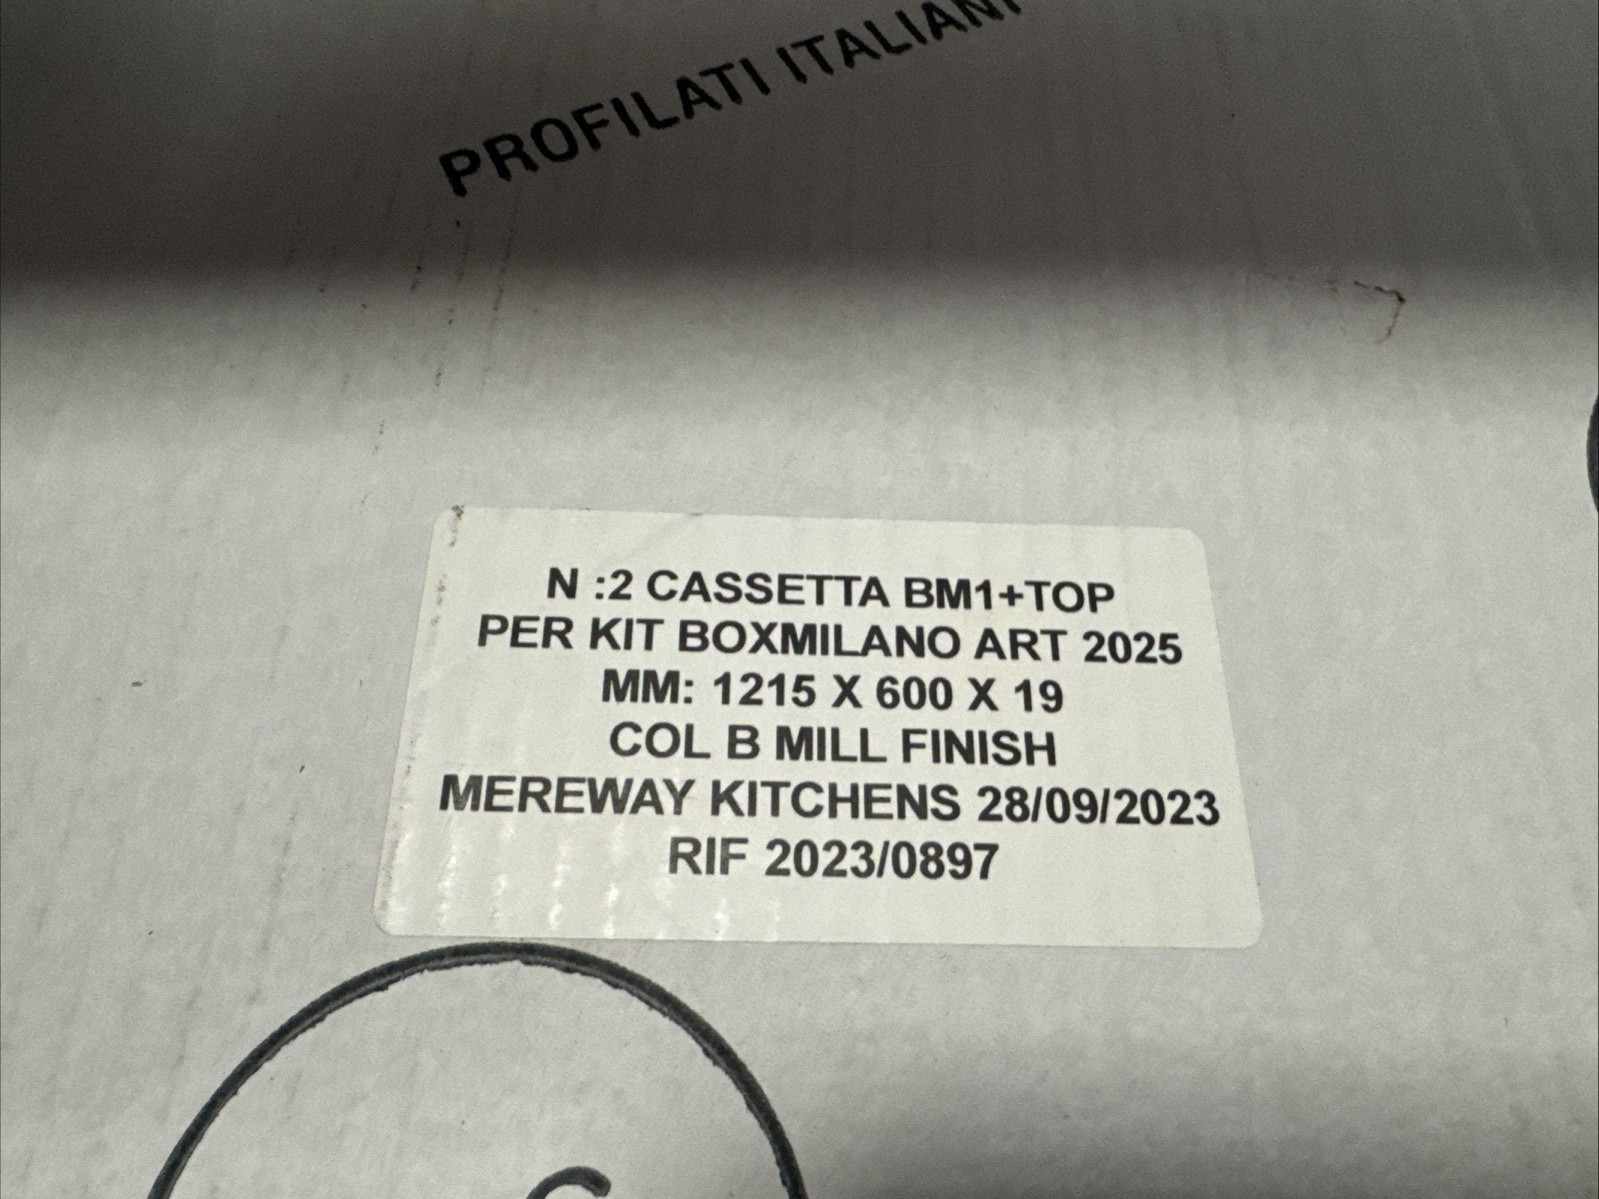 PROFILATI ITALIANI
N :2 CASSETTA BM1+TOP
PER KIT BOXMILANO ART 2025
MM: 1215 X 600 X 19
COL B MILL FINISH
MEREWAY KITCHENS 28/09/2023
RIF 2023/0897